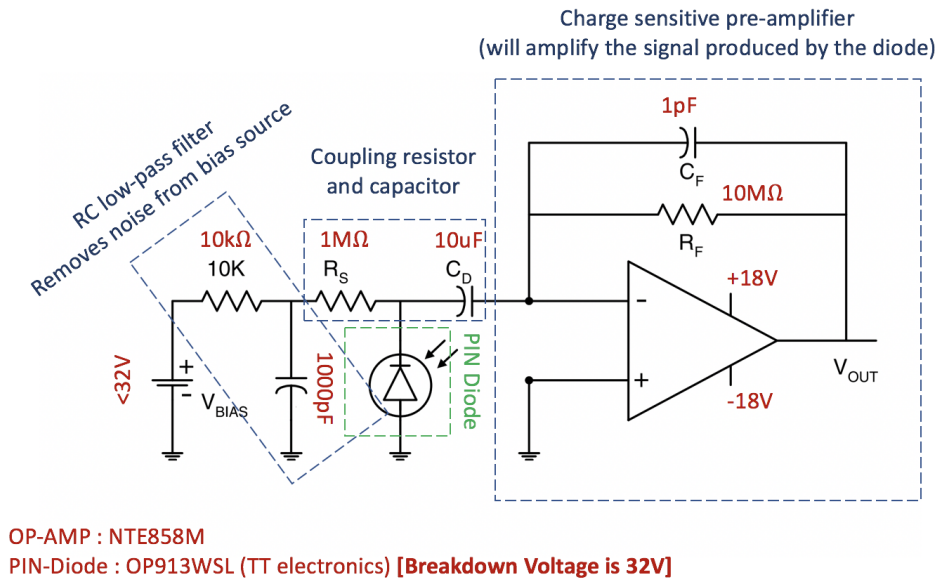 Charge sensitive pre-amplifier
(will amplify the signal produced by the diode)
RC low-pass filter
Removes noise from bias source
Coupling resistor
and capacitor
1pF
C_F
10MΩ
R_F
10kΩ
10K
1MΩ
R_S
10uF
C_D
+18V
-
+
-18V
V_OUT
<32V
+
-
V_BIAS
1000pF
PIN Diode
OP-AMP : NTE858M
PIN-Diode : OP913WSL (TT electronics) [Breakdown Voltage is 32V]